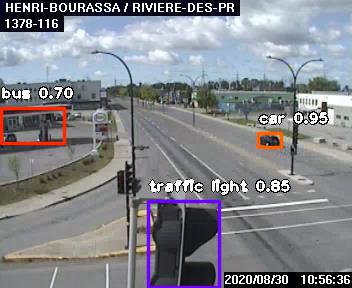 HENRI-BOURASSA / RIVIERE-DES-PR
1378-116
bus 0.70
car 0.95
traffic light 0.85
2020/08/30 10:56:36